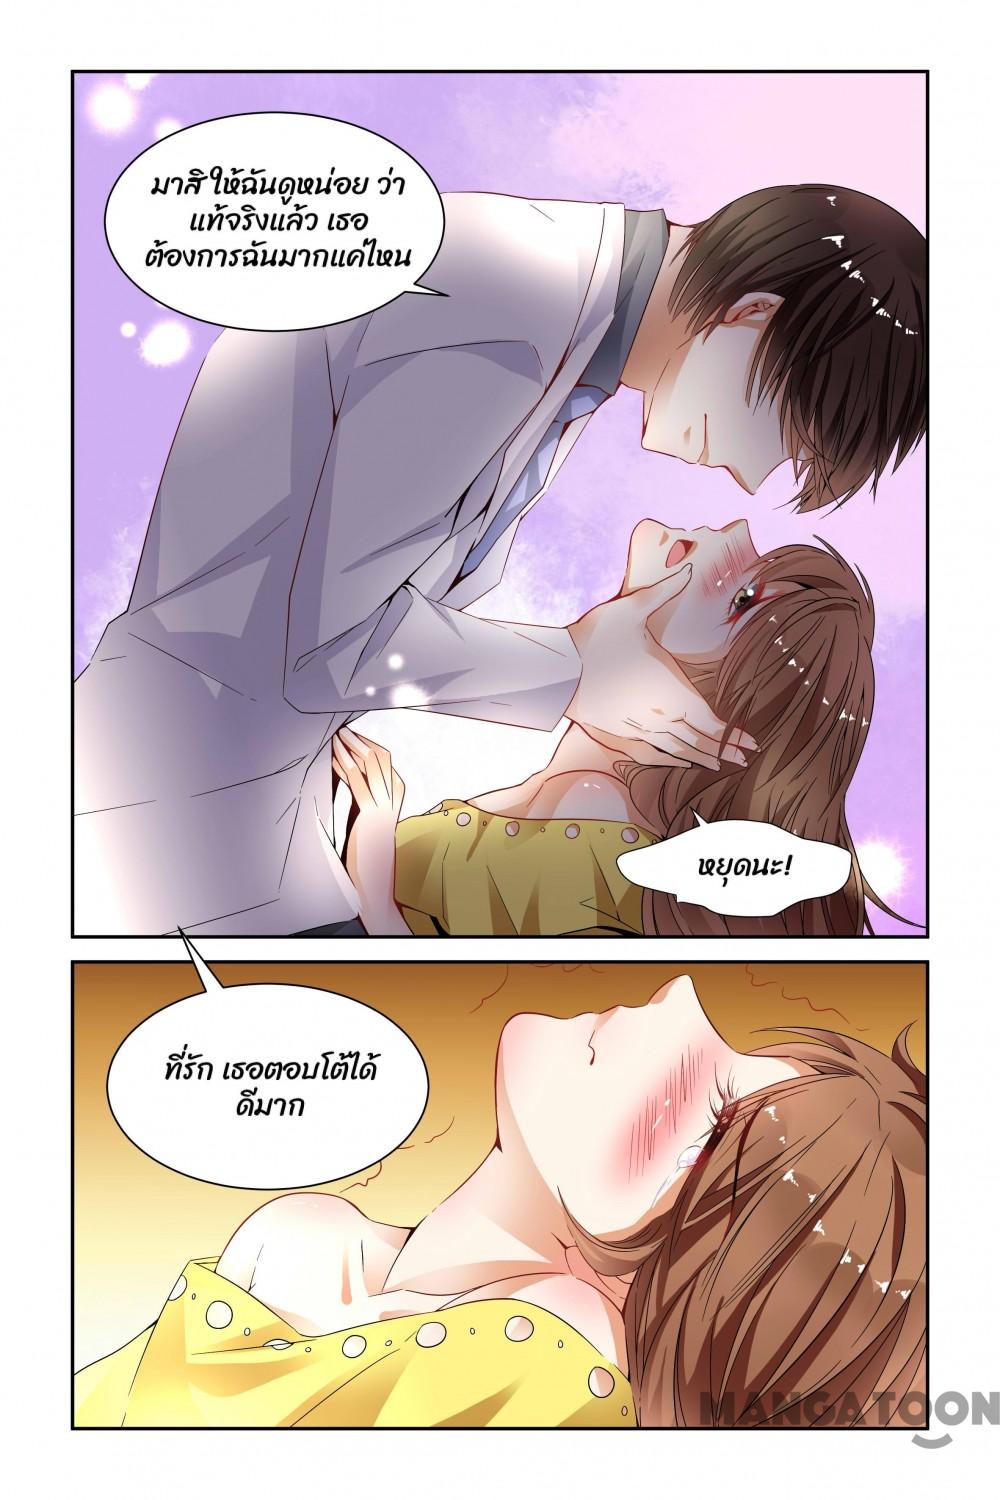 มาสิ ให้ฉันดูหน่อย ว่า
แท้จริงแล้ว เธอ
ต้องการฉันมากแค่ไหน
หยุดนะ!
ที่รัก เธอตอบโต้ได้
ดีมาก
MANGATOON